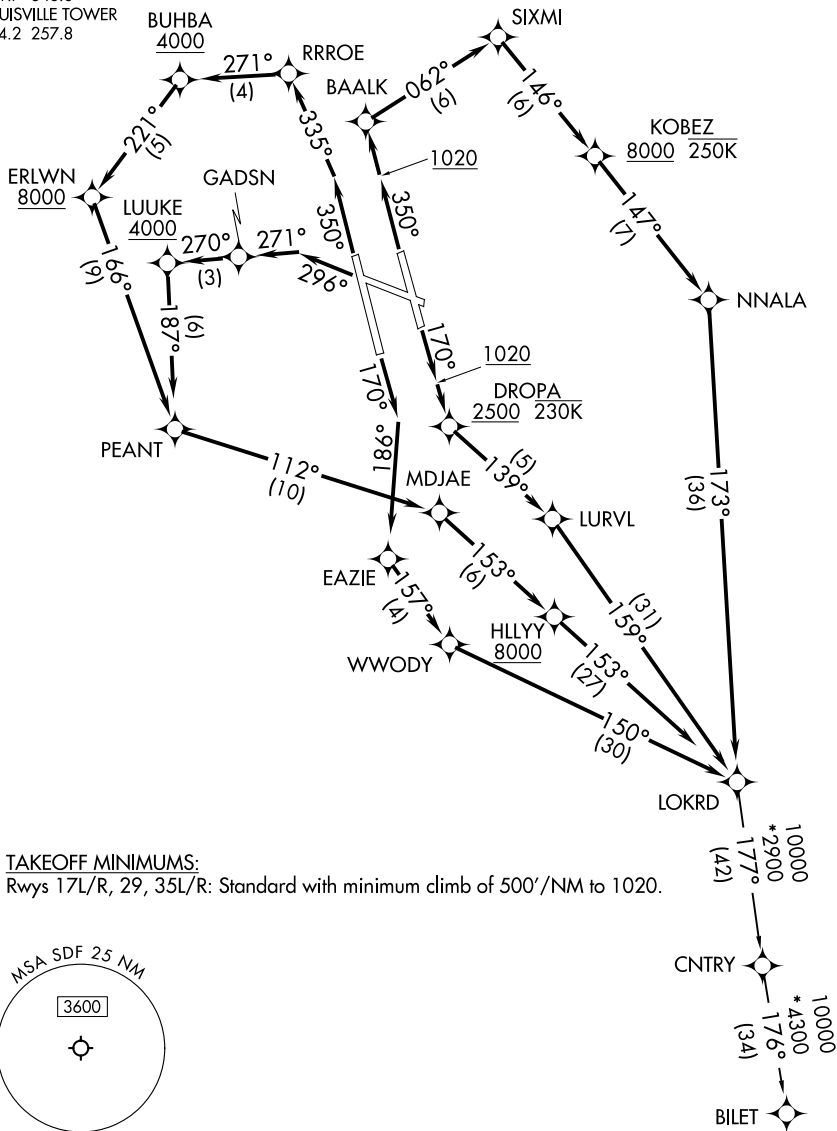 UISVILLE TOWER
4.2 257.8
BUHBA
4000
271°
(4)
RRROE
BAALK
SIXMI
062°
(6)
146°
(6)
KOBEZ
8000 250K
221°
(5)
335°
1020
ERLWN
8000
GADSN
LUUKE
4000
270°
(3)
271°
296°
350°
350°
147°
(7)
NNALA
166°
(9)
187°
(6)
170°
1020
170°
DROPA
2500 230K
PEANT
186°
112°
(10)
MDJAE
139°
(5)
LURVL
173°
(36)
EAZIE
157°
(4)
153°
(6)
HLLYY
8000
159°
(31)
WWODY
153°
(27)
150°
(30)
LOKRD
TAKEOFF MINIMUMS:
Rwys 17L/R, 29, 35L/R: Standard with minimum climb of 500'/NM to 1020.
10000
*2900
177°
(42)
MSA SDF 25 NM
3600
CNTRY
10000
*4300
176°
(34)
BILET